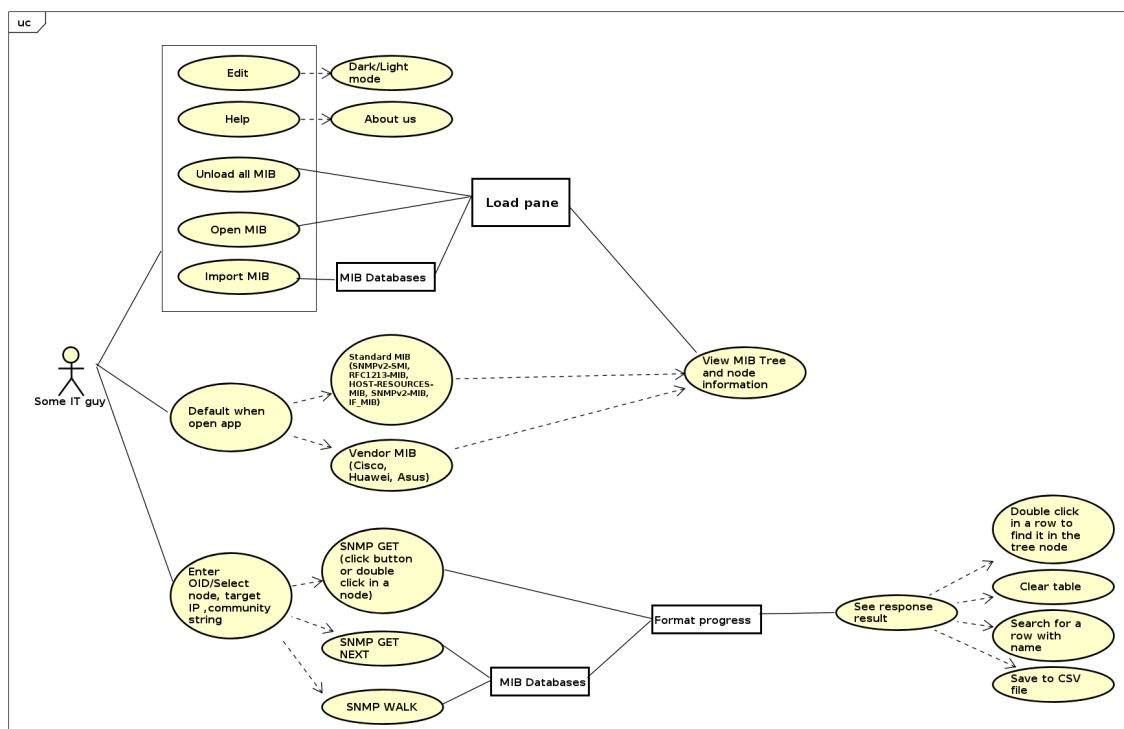 uc
Edit
Dark/Light
mode
Help
About us
Unload all MIB
Load pane
Open MIB
Import MIB
MIB Databases
Some IT guy
Default when
open app
Standard MIB
(SNMPv2-SMI,
RFC1213-MIB,
HOST-RESOURCES-
MIB, SNMPv2-MIB,
IF_MIB)
Vendor MIB
(Cisco,
Huawei, Asus)
View MIB Tree
and node
information
Enter
OID/Select
node, target
IP ,community
string
SNMP GET
(click button
or double
click in a
node)
SNMP GET
NEXT
SNMP WALK
MIB Databases
Format progress
See response
result
Double click
in a row to
find it in the
tree node
Clear table
Search for a
row with
name
Save to CSV
file